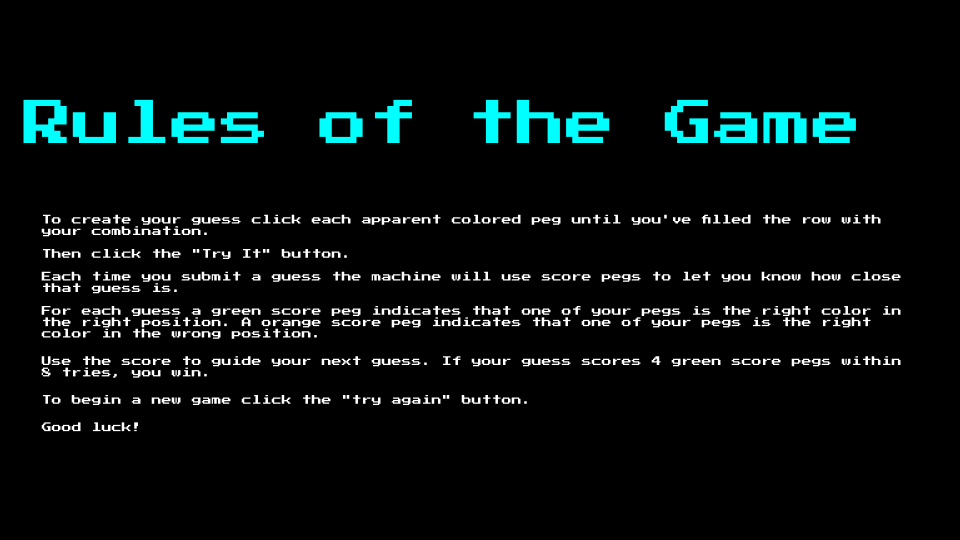 Rules of the Game
To create your guess click each apparent colored peg until you've filled the row with
your combination.
Then click the "Try It" button.
Each time you submit a guess the machine will use score pegs to let you know how close
that guess is.
For each guess a green score peg indicates that one of your pegs is the right color in
the right position. A orange score peg indicates that one of your pegs is the right
color in the wrong position.
Use the score to guide your next guess. If your guess scores 4 green score pegs within
8 tries, you win.
To begin a new game click the "try again" button.
Good luck!